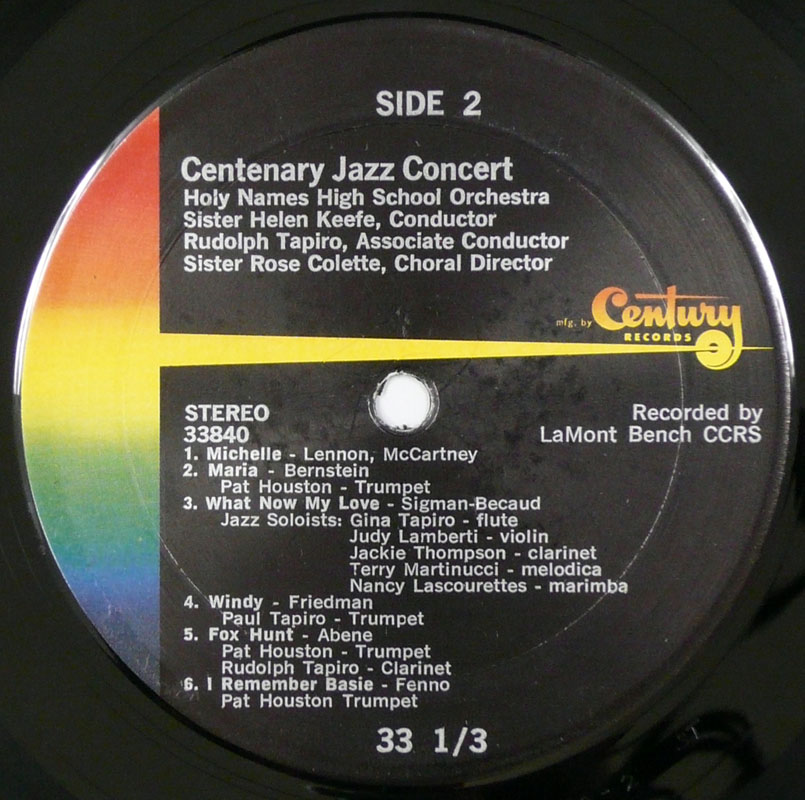 SIDE 2
Centenary Jazz Concert
Holy Names High School Orchestra
Sister Helen Keefe, Conductor
Rudolph Tapiro, Associate Conductor
Sister Rose Colette, Choral Director
mfg. by Century
RECORDS
STEREO
33840
Recorded by
LaMont Bench CCRS
1. Michelle - Lennon, McCartney
2. Maria - Bernstein
Pat Houston - Trumpet
3. What Now My Love - Sigman-Becaud
Jazz Soloists: Gina Tapiro - flute
Judy Lamberti - violin
Jackie Thompson - clarinet
Terry Martinucci - melodica
Nancy Lascourettes - marimba
4. Windy - Friedman
Paul Tapiro - Trumpet
5. Fox Hunt - Abene
Pat Houston - Trumpet
Rudolph Tapiro - Clarinet
6. I Remember Basie - Fenno
Pat Houston Trumpet
33 1/3